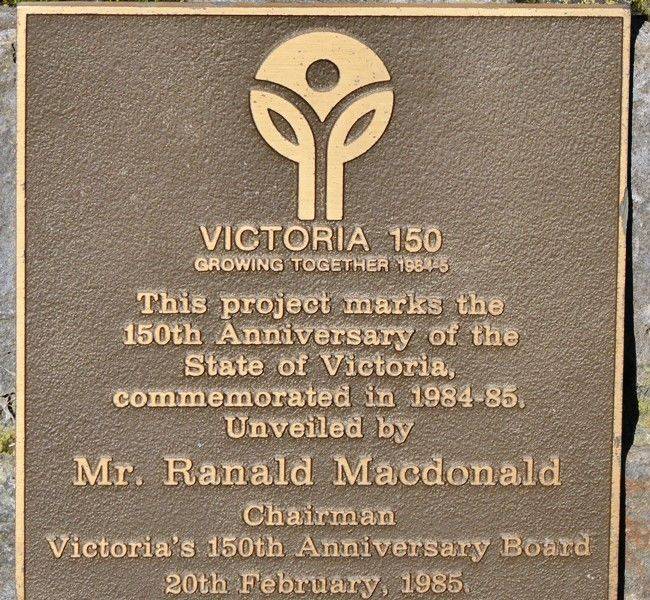 VICTORIA 150
GROWING TOGETHER 1984-5
This project marks the
150th Anniversary of the
State of Victoria,
commemorated in 1984-85.
Unveiled by
Mr. Ranald Macdonald
Chairman
Victoria's 150th Anniversary Board
20th February, 1985.